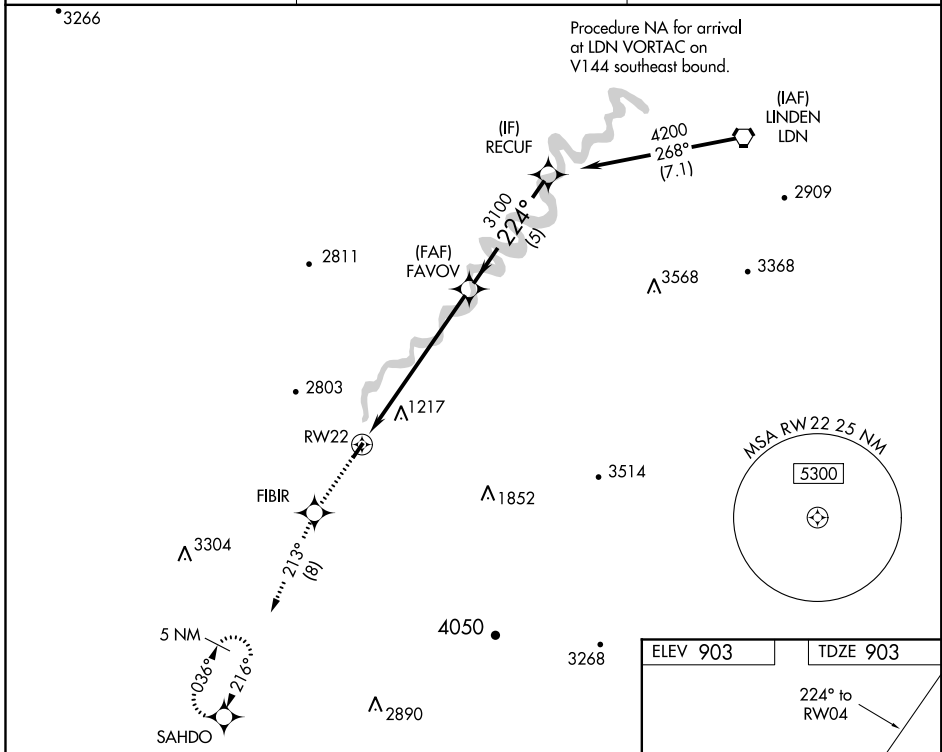 3266
Procedure NA for arrival
at LDN VORTAC on
V144 southeast bound.
(IAF)
LINDEN
LDN
(IF)
RECUF
4200
268°
(7.1)
2909
3100
224°
(5)
(FAF)
FAVOV
2811
3568
3368
2803
1217
RW22
MSA RW22 25 NM
5300
3514
1852
FIBIR
3304
213°
(8)
5 NM
036°
216°
4050
3268
2890
SAHDO
ELEV 903
TDZE 903
224° to
RW04